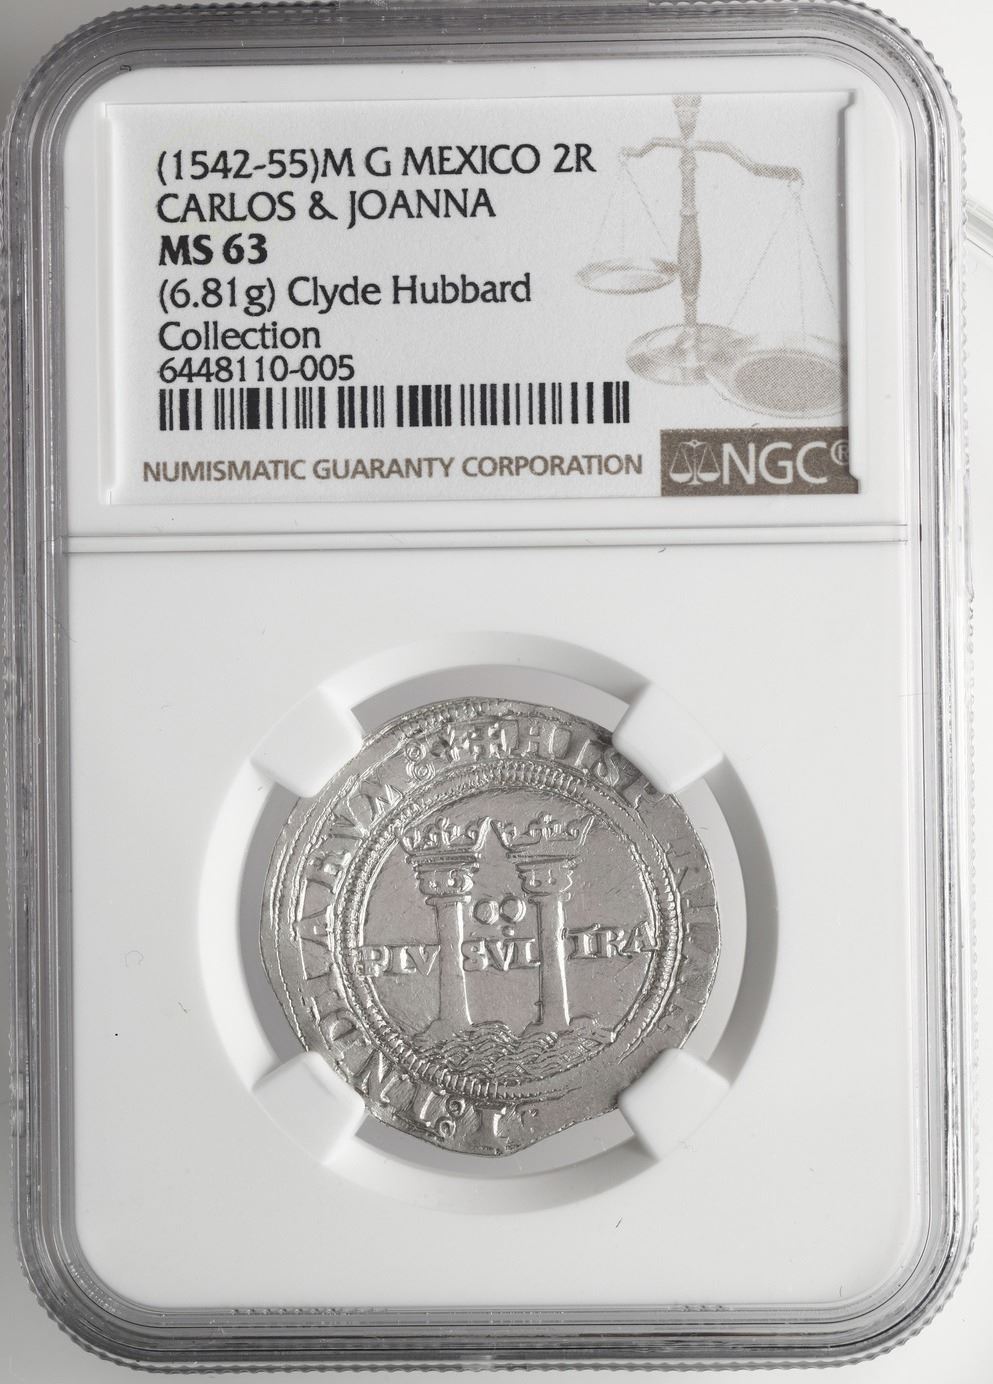 (1542-55)M G MEXICO 2R
CARLOS & JOANNA
MS 63
(6.81g) Clyde Hubbard
Collection
6448110-005
NUMISMATIC GUARANTY CORPORATION
NGC®
PLV SVL TRA